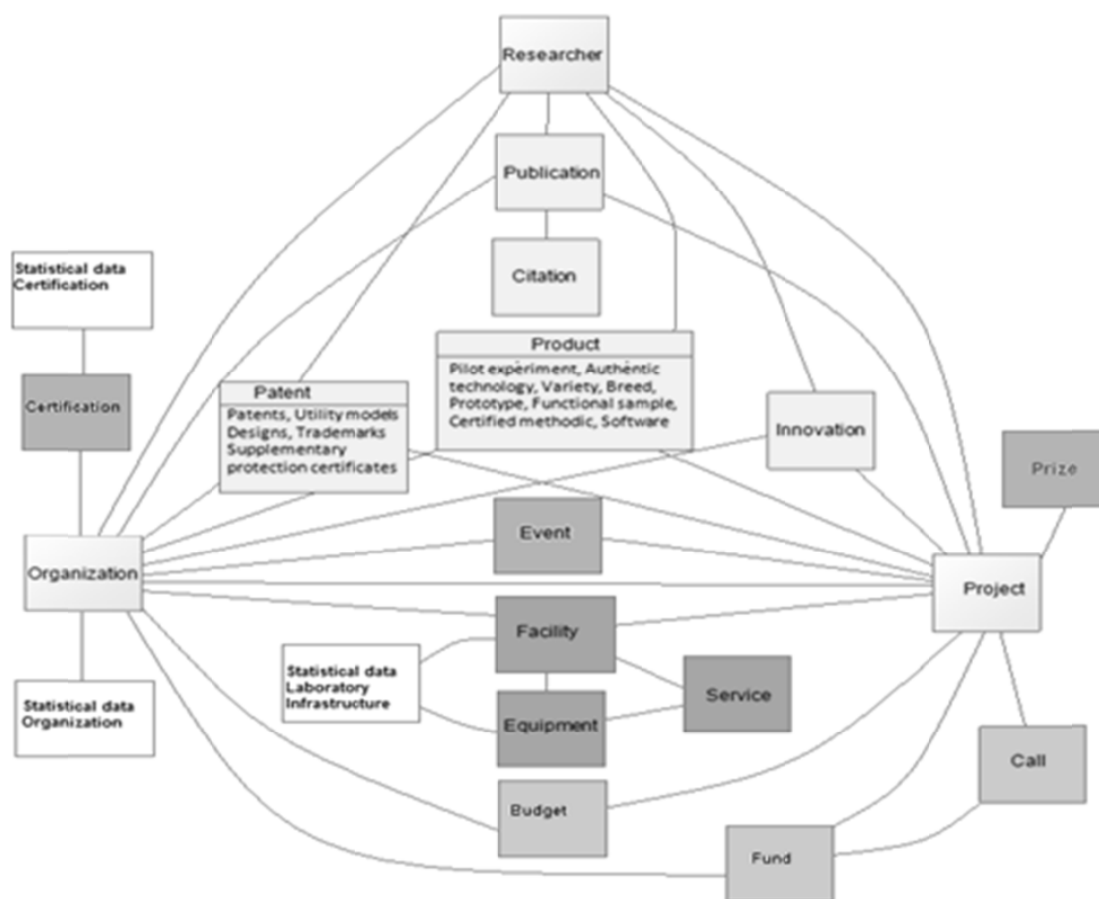 Researcher
Publication
Citation
Statistical data
Certification
Certification
Product
Pilot experiment, Authentic
technology, Variety, Breed,
Prototype, Functional sample,
Certified methodic, Software
Patent
Patents, Utility models
Designs, Trademarks
Supplementary
protection certificates
Innovation
Prize
Event
Organization
Project
Facility
Statistical data
Laboratory
Infrastructure
Service
Equipment
Statistical data
Organization
Call
Budget
Fund